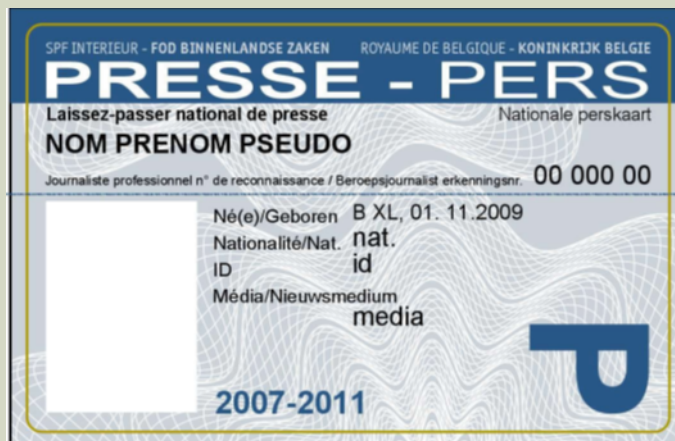 SPF INTERIEUR - FOD BINNENLANDSE ZAKEN ROYAUME DE BELGIQUE - KONINKRIJK BELGIE
PRESSE - PERS
Laissez-passer national de presse Nationale perskaart
NOM PRENOM PSEUDO
Journaliste professionnel n° de reconnaissance / Beroepsjournalist erkenningsnr. 00 000 00
Né(e)/Geboren B XL, 01. 11.2009
Nationalité/Nat. nat.
ID id
Média/Nieuwsmedium
media
P
2007-2011